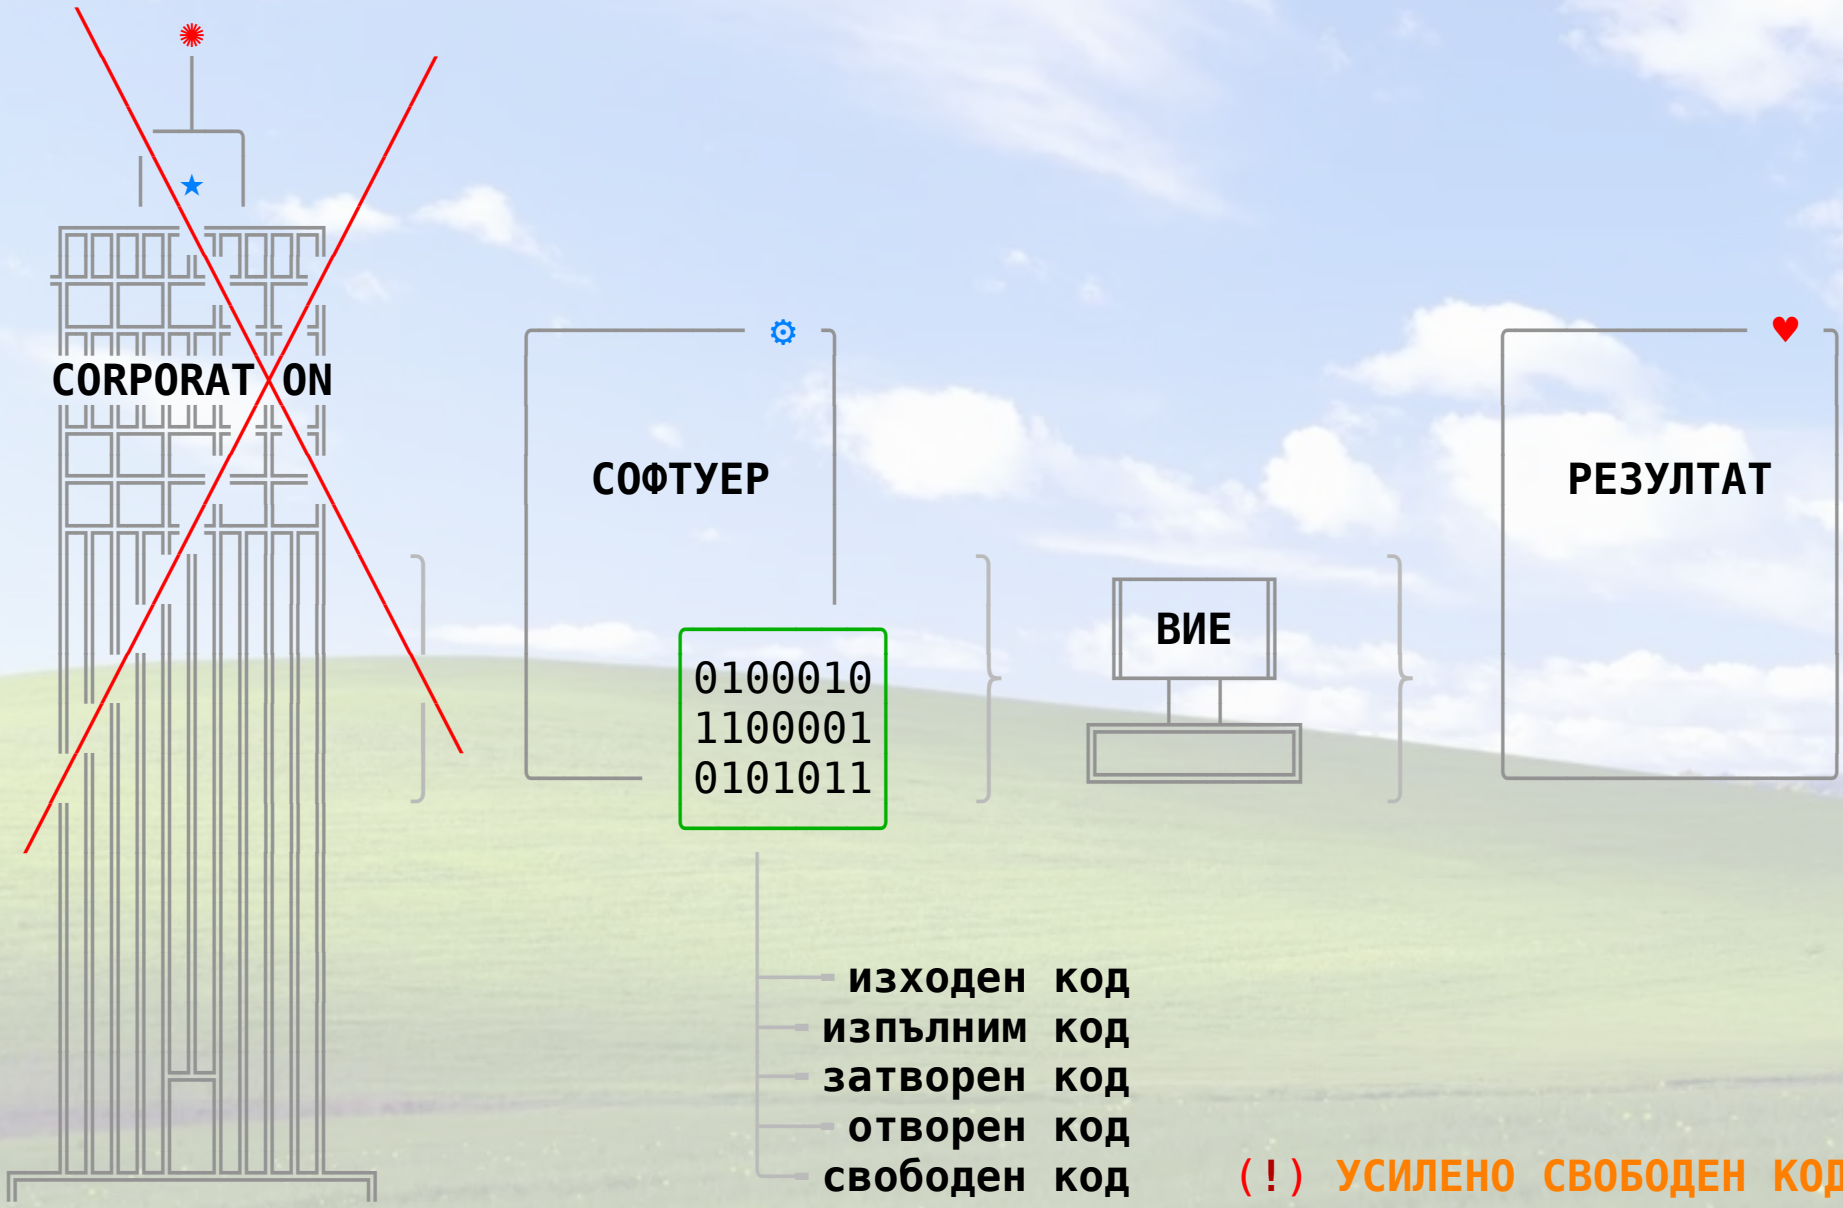 CORPORAT ON
СОФТУЕР
0100010
1100001
0101011
ВИЕ
РЕЗУЛТАТ
изходен код
изпълним код
затворен код
отворен код
свободен код
(!) УСИЛЕНО СВОБОДЕН КОД